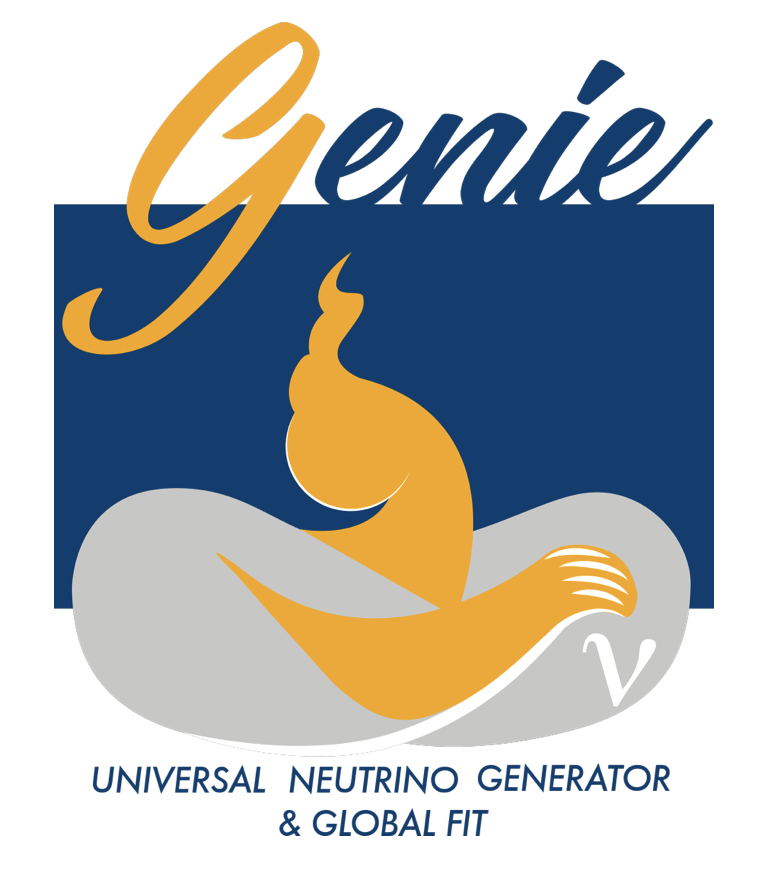 Genie
ν
UNIVERSAL NEUTRINO GENERATOR
& GLOBAL FIT